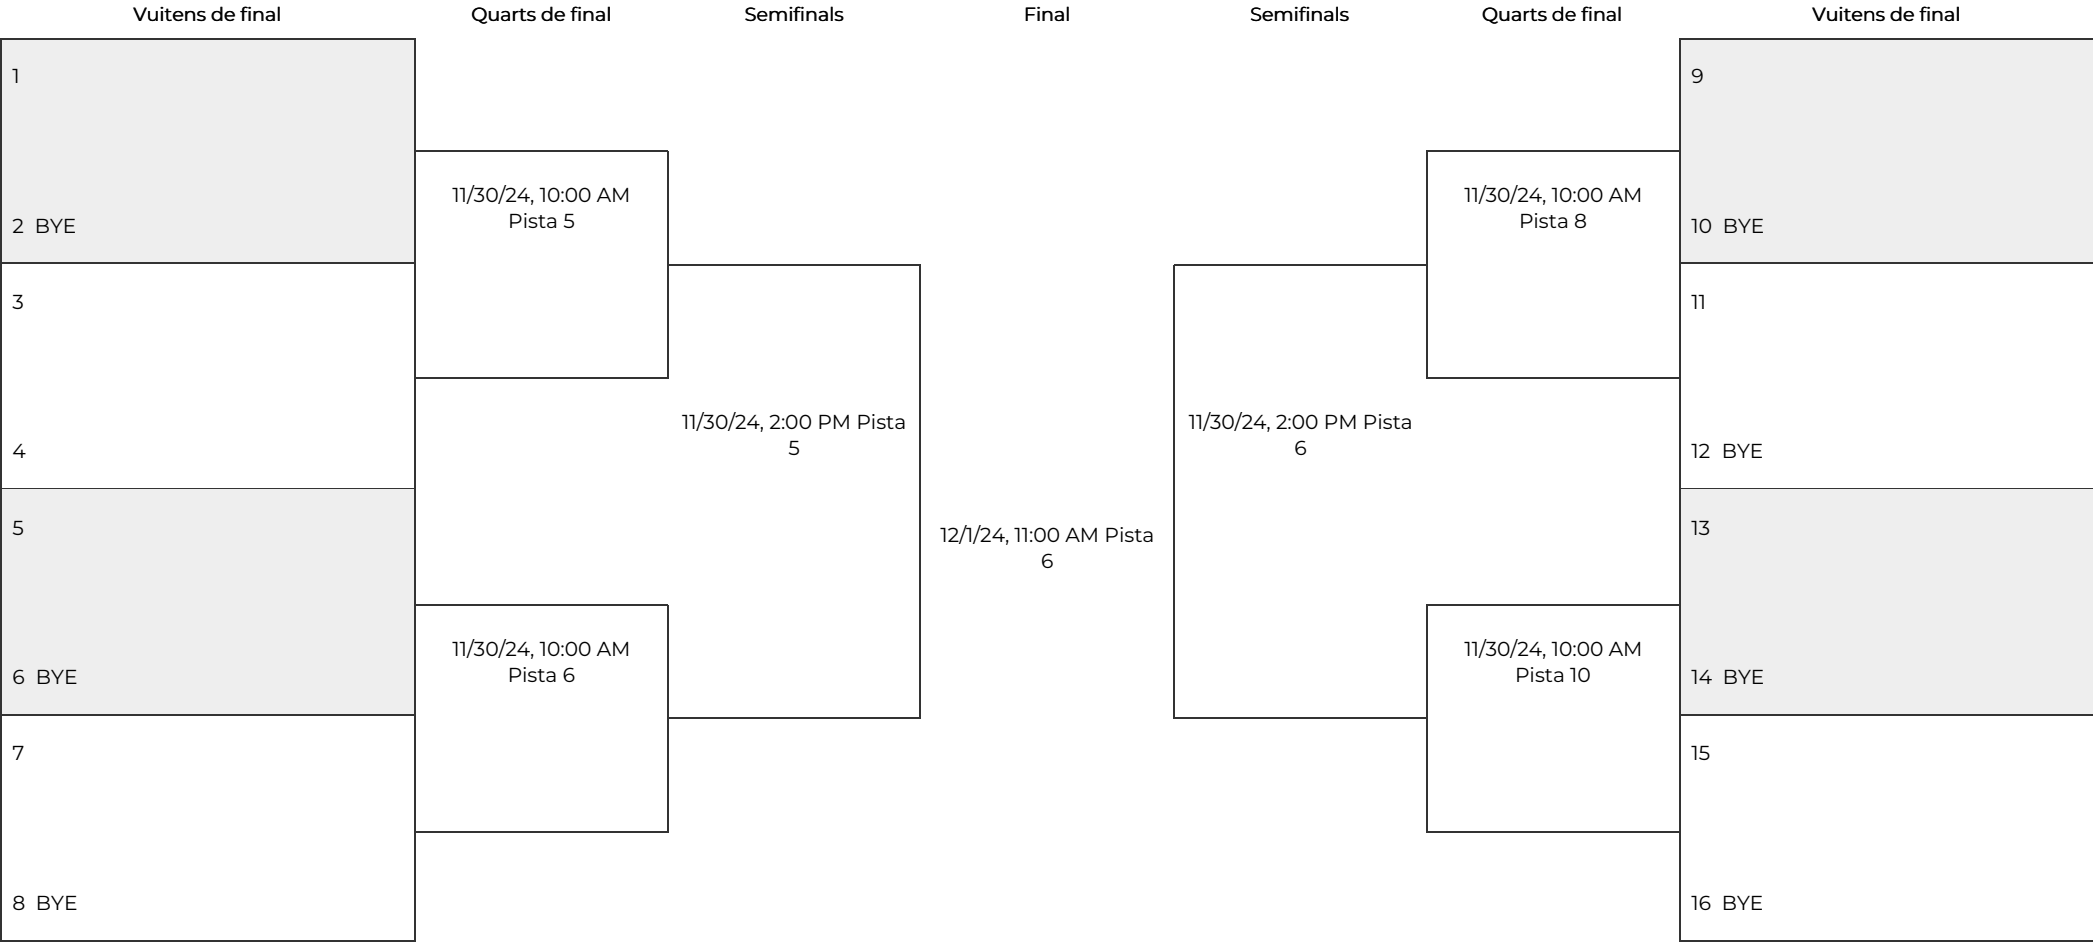 Vuitens de final
Quarts de final
Semifinals
Final
Semifinals
Quarts de final
Vuitens de final
1
2 BYE
3
4
5
6 BYE
7
8 BYE
11/30/24, 10:00 AM
Pista 5
11/30/24, 10:00 AM
Pista 6
11/30/24, 2:00 PM Pista
5
12/1/24, 11:00 AM Pista
6
11/30/24, 2:00 PM Pista
6
11/30/24, 10:00 AM
Pista 8
11/30/24, 10:00 AM
Pista 10
9
10 BYE
11
12 BYE
13
14 BYE
15
16 BYE